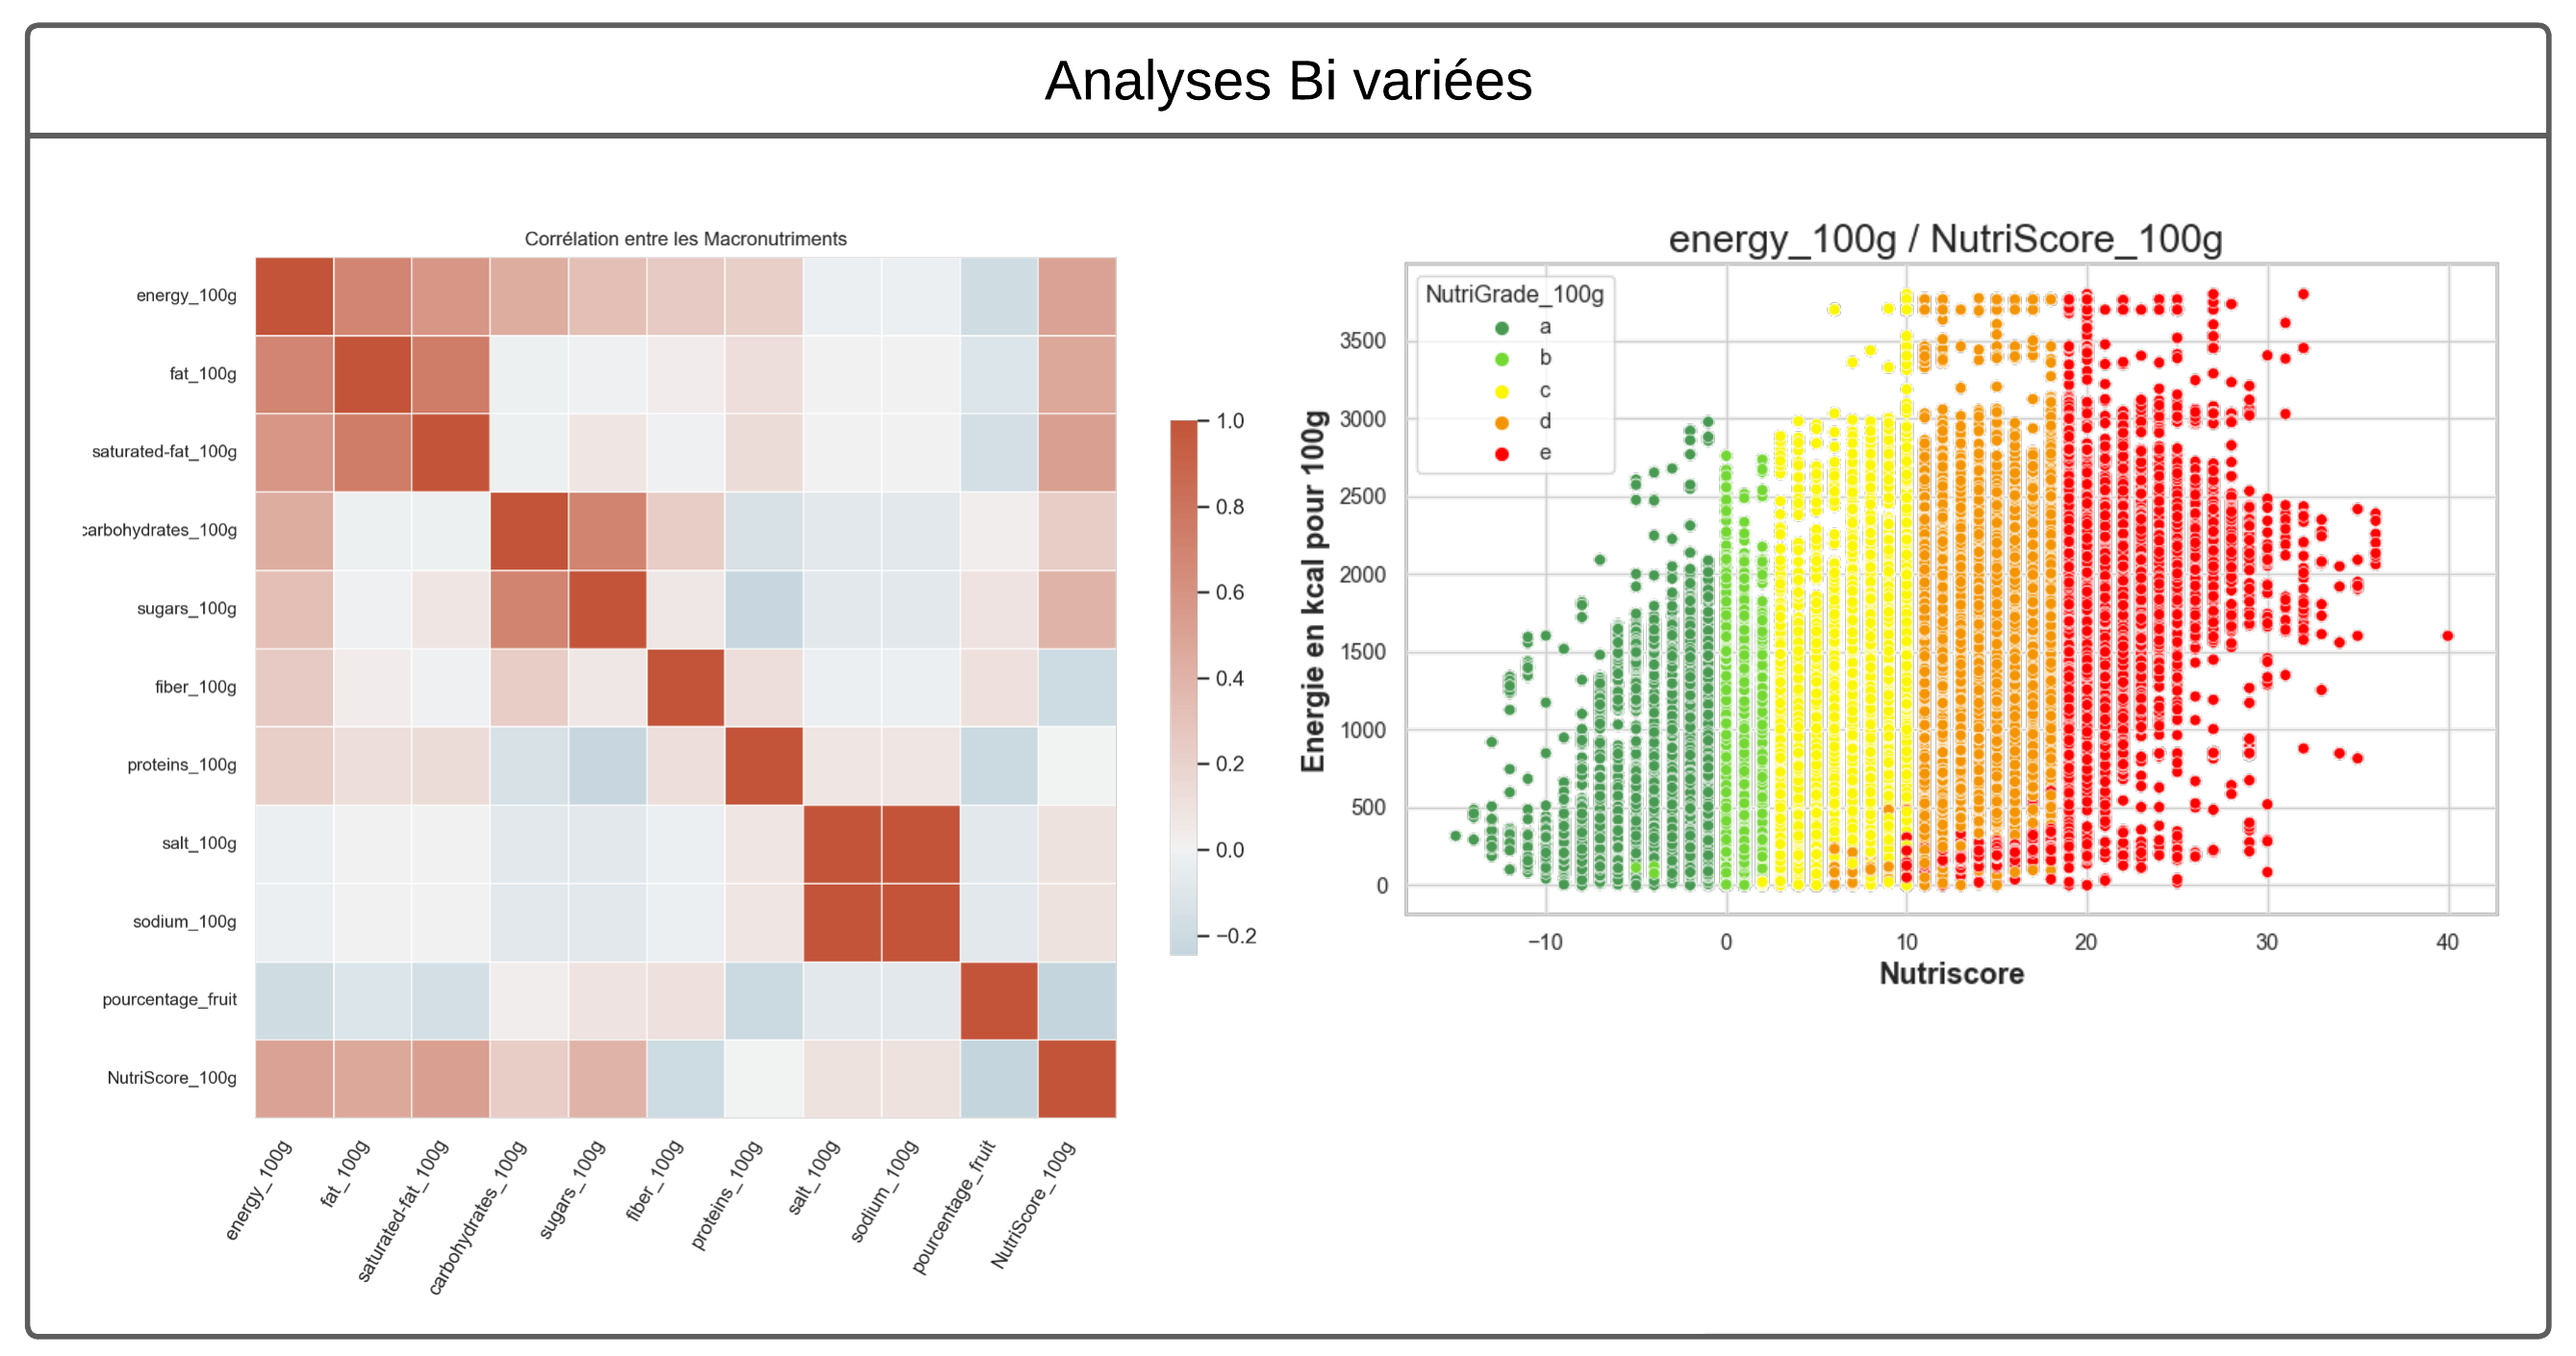 Analyses Bi variées
Corrélation entre les Macronutriments
energy_100g
fat_100g
saturated-fat_100g
carbohydrates_100g
sugars_100g
fiber_100g
proteins_100g
salt_100g
sodium_100g
pourcentage_fruit
NutriScore_100g
energy_100g
fat_100g
saturated-fat_100g
carbohydrates_100g
sugars_100g
fiber_100g
proteins_100g
salt_100g
sodium_100g
pourcentage_fruit
NutriScore_100g
1.0
0.8
0.6
0.4
0.2
0.0
−0.2
energy_100g / NutriScore_100g
NutriGrade_100g
a
b
c
d
e
Energie en kcal pour 100g
3500
3000
2500
2000
1500
1000
500
0
−10
0
10
20
30
40
Nutriscore